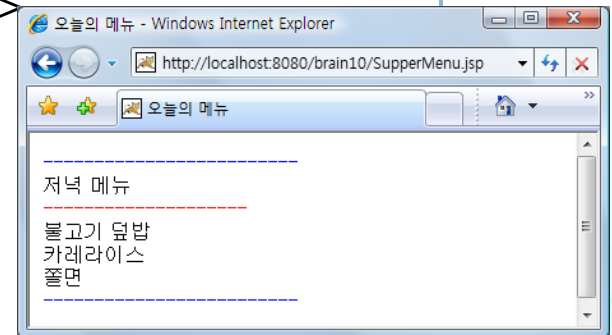 >
오늘의 메뉴 - Windows Internet Explorer
http://localhost:8080/brain10/SupperMenu.jsp
오늘의 메뉴
-------------------------
저녁 메뉴
--------------------
불고기 덮밥
카레라이스
쫄면
-------------------------